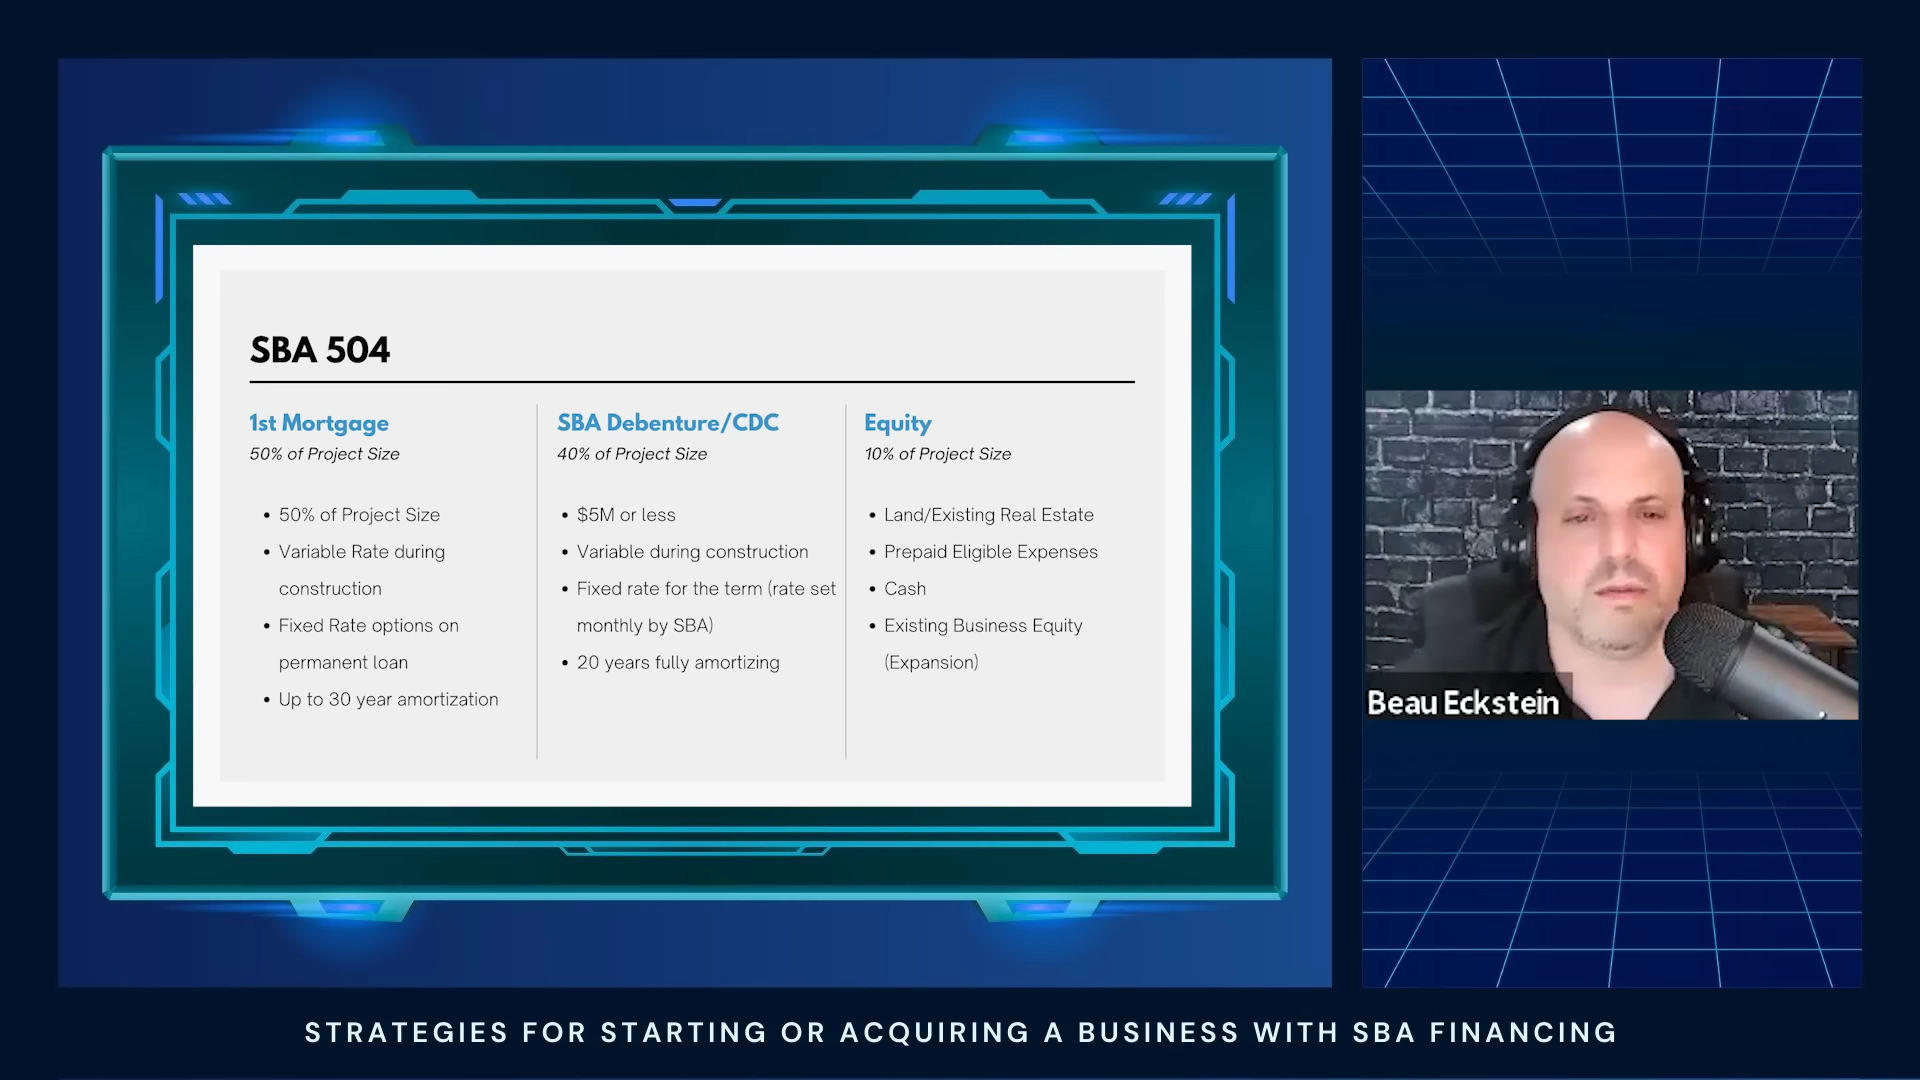 SBA 504
1st Mortgage
50% of Project Size
• 50% of Project Size
• Variable Rate during
construction
• Fixed Rate options on
permanent loan
• Up to 30 year amortization
SBA Debenture/CDC
40% of Project Size
• $5M or less
• Variable during construction
• Fixed rate for the term (rate set
monthly by SBA)
• 20 years fully amortizing
Equity
10% of Project Size
• Land/Existing Real Estate
• Prepaid Eligible Expenses
• Cash
• Existing Business Equity
(Expansion)
Beau Eckstein
STRATEGIES FOR STARTING OR ACQUIRING A BUSINESS WITH SBA FINANCING